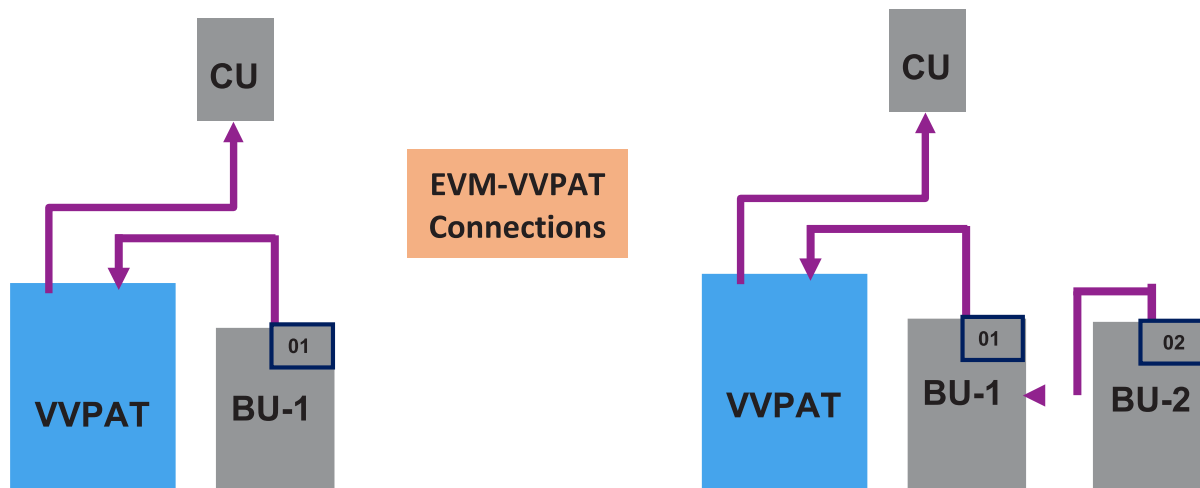 CU
01
VVPAT
BU-1
EVM-VVPAT
Connections
CU
01
02
VVPAT
BU-1
BU-2